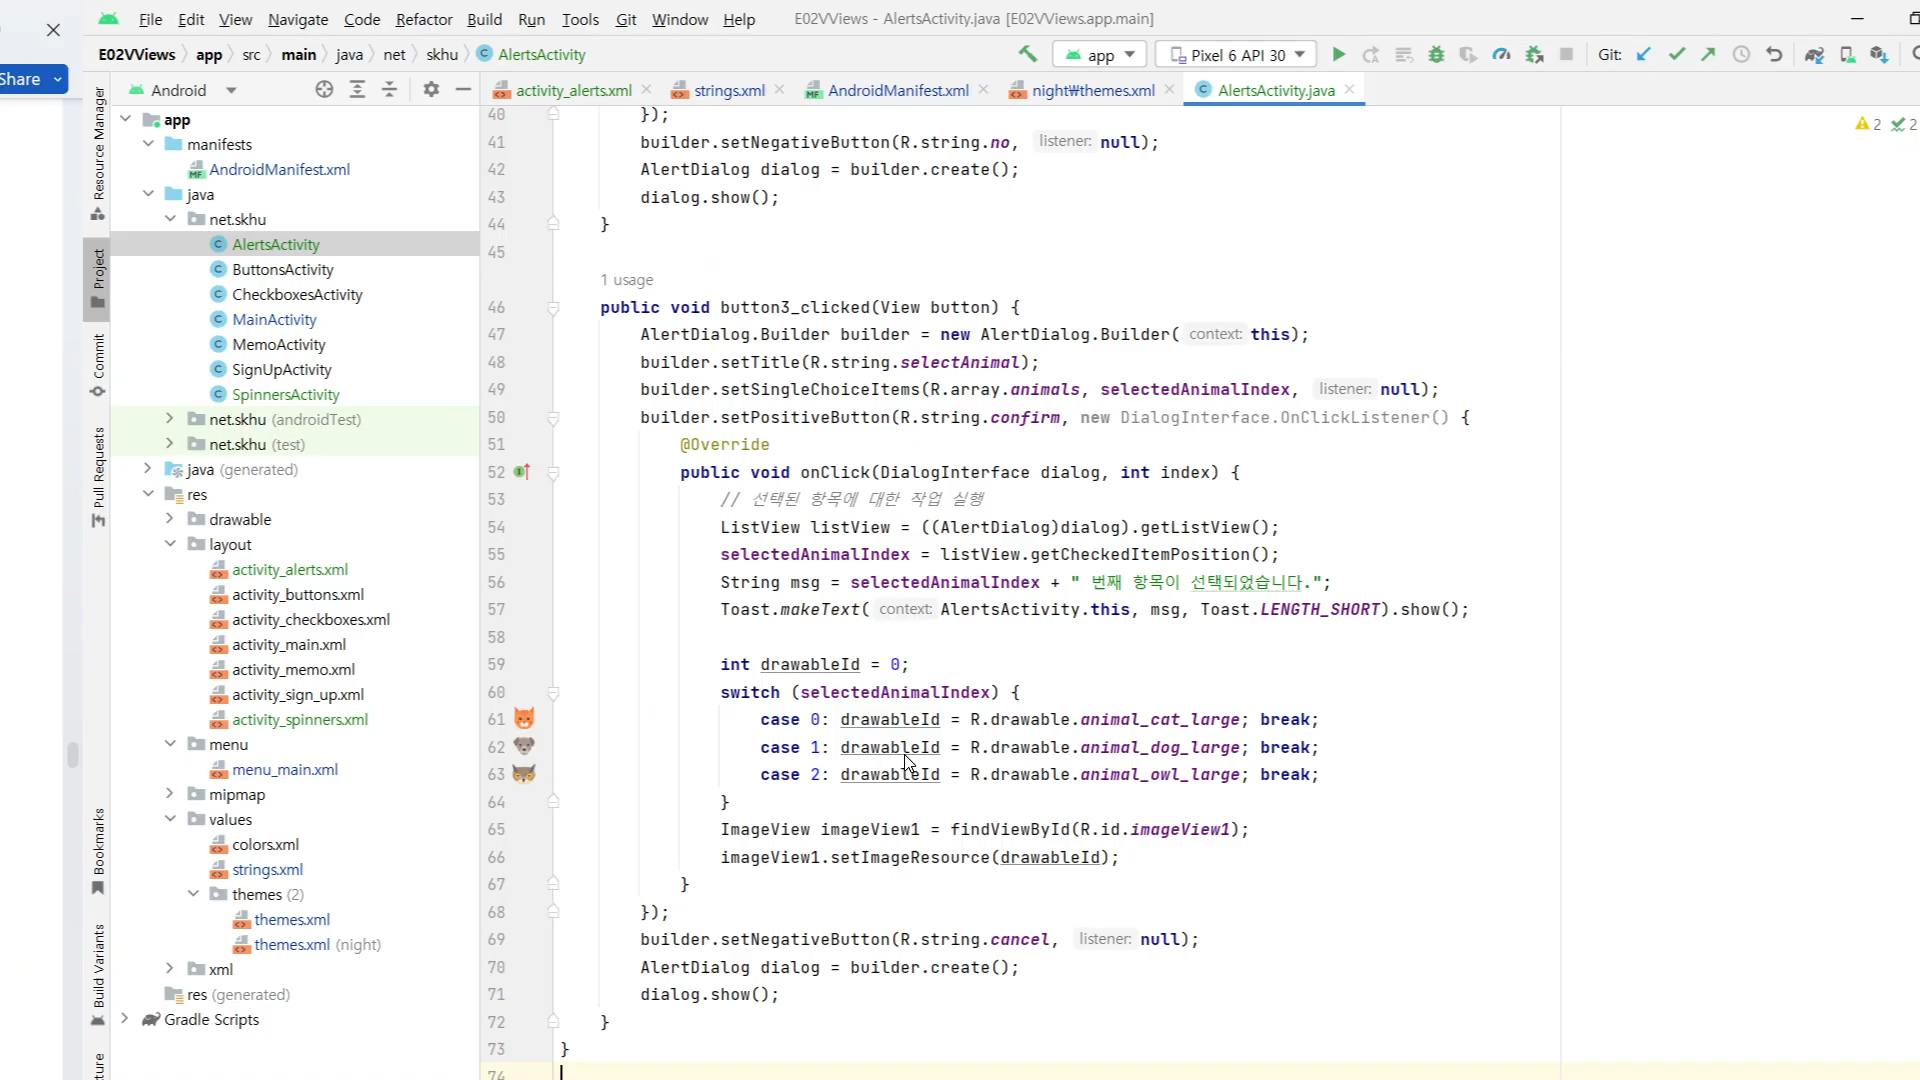 File Edit View Navigate Code Refactor Build Run Tools Git Window Help E02VViews - AlertsActivity.java [E02VViews.app.main]
E02VViews app src main java net skhu AlertsActivity app Pixel 6 API 30 Git:
Share
Android activity_alerts.xml strings.xml AndroidManifest.xml night₩themes.xml AlertsActivity.java
Resource Manager
Project
Commit
Pull Requests
Bookmarks
Build Variants
app
manifests
AndroidManifest.xml
java
net.skhu
AlertsActivity
ButtonsActivity
CheckboxesActivity
MainActivity
MemoActivity
SignUpActivity
SpinnersActivity
net.skhu (androidTest)
net.skhu (test)
java (generated)
res
drawable
layout
activity_alerts.xml
activity_buttons.xml
activity_checkboxes.xml
activity_main.xml
activity_memo.xml
activity_sign_up.xml
activity_spinners.xml
menu
menu_main.xml
mipmap
values
colors.xml
strings.xml
themes (2)
themes.xml
themes.xml (night)
xml
res (generated)
Gradle Scripts
2 2
40 });
41 builder.setNegativeButton(R.string.no, listener: null);
42 AlertDialog dialog = builder.create();
43 dialog.show();
44 }
45
1 usage
46 public void button3_clicked(View button) {
47 AlertDialog.Builder builder = new AlertDialog.Builder( context: this);
48 builder.setTitle(R.string.selectAnimal);
49 builder.setSingleChoiceItems(R.array.animals, selectedAnimalIndex, listener: null);
50 builder.setPositiveButton(R.string.confirm, new DialogInterface.OnClickListener() {
51 @Override
52 public void onClick(DialogInterface dialog, int index) {
53 // 선택된 항목에 대한 작업 실행
54 ListView listView = ((AlertDialog)dialog).getListView();
55 selectedAnimalIndex = listView.getCheckedItemPosition();
56 String msg = selectedAnimalIndex + " 번째 항목이 선택되었습니다.";
57 Toast.makeText( context: AlertsActivity.this, msg, Toast.LENGTH_SHORT).show();
58
59 int drawableId = 0;
60 switch (selectedAnimalIndex) {
61 case 0: drawableId = R.drawable.animal_cat_large; break;
62 case 1: drawableId = R.drawable.animal_dog_large; break;
63 case 2: drawableId = R.drawable.animal_owl_large; break;
64 }
65 ImageView imageView1 = findViewById(R.id.imageView1);
66 imageView1.setImageResource(drawableId);
67 }
68 });
69 builder.setNegativeButton(R.string.cancel, listener: null);
70 AlertDialog dialog = builder.create();
71 dialog.show();
72 }
73 }
74